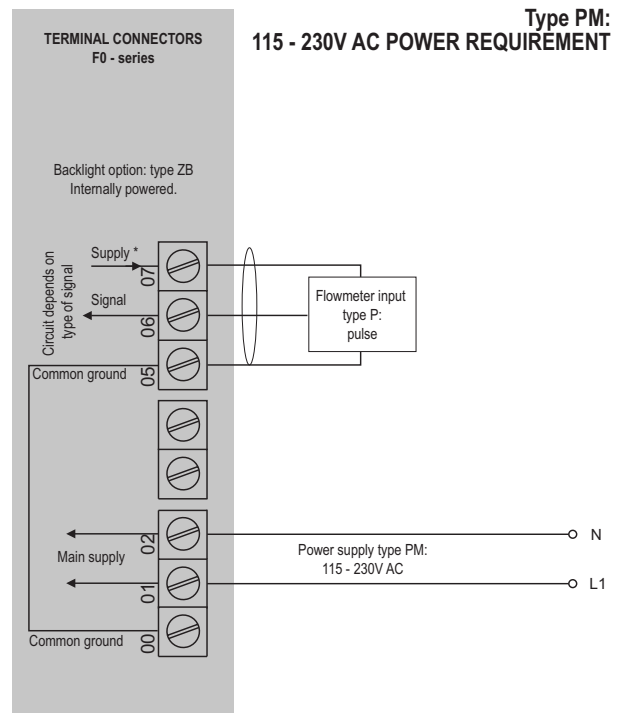 Type PM:
115 - 230V AC POWER REQUIREMENT
TERMINAL CONNECTORS
F0 - series
Backlight option: type ZB
Internally powered.
Circuit depends on
type of signal
Supply *
07
Signal
06
Common ground
05
Flowmeter input
type P:
pulse
02
Main supply
01
Common ground
00
Power supply type PM:
115 - 230V AC
N
L1